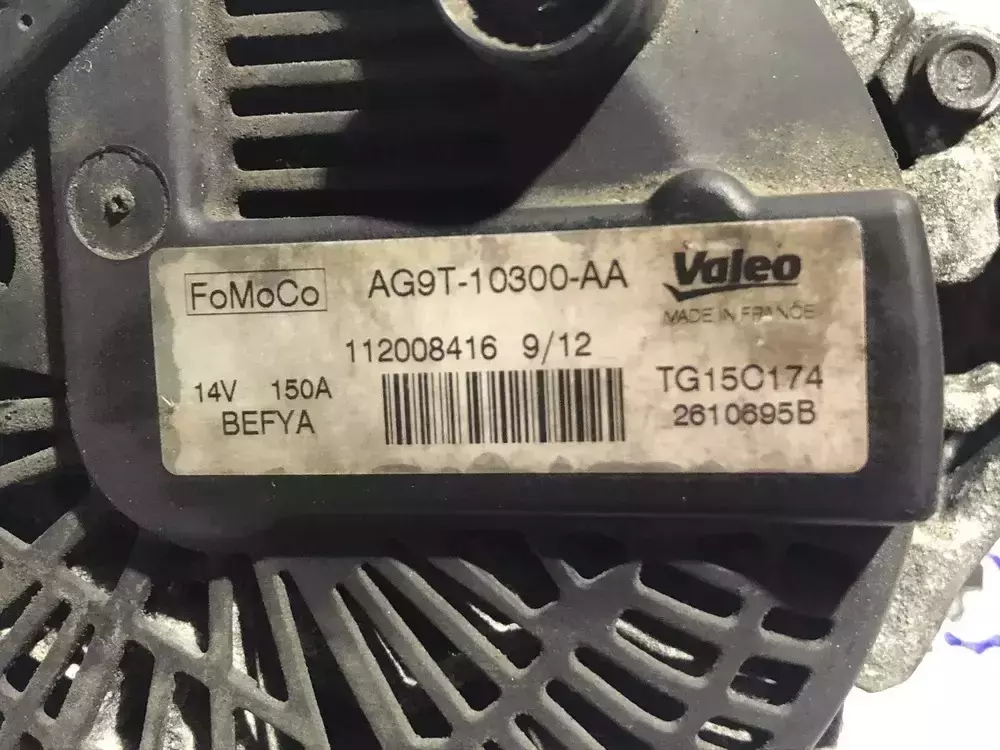 FoMoCo AG9T-10300-AA Valeo
MADE IN FRANCE
112008416 9/12
14V 150A TG15C174
BEFYA 2610695B